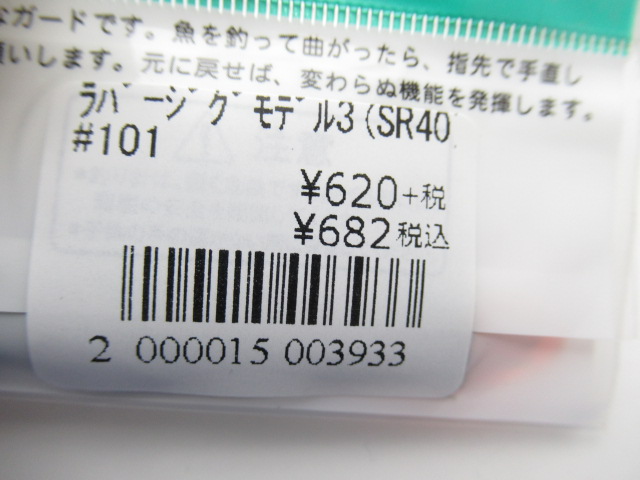 なガードです。魚を釣って曲がったら、指先で手直し
願いします。元に戻せば、変わらぬ機能を発揮します。
ﾗﾊﾞｰｼﾞｸﾞﾓﾃﾞﾙ3(SR40
#101
¥620+税
¥682税込
2 000015 003933